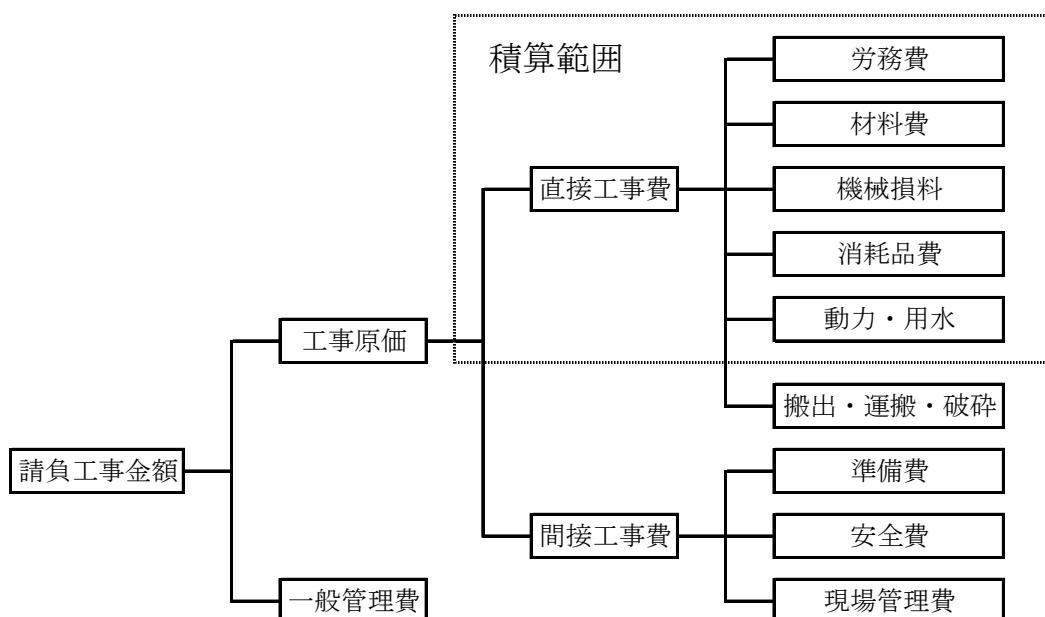 積算範囲
労務費
材料費
直接工事費
機械損料
消耗品費
動力・用水
工事原価
搬出・運搬・破砕
請負工事金額
準備費
間接工事費
安全費
一般管理費
現場管理費